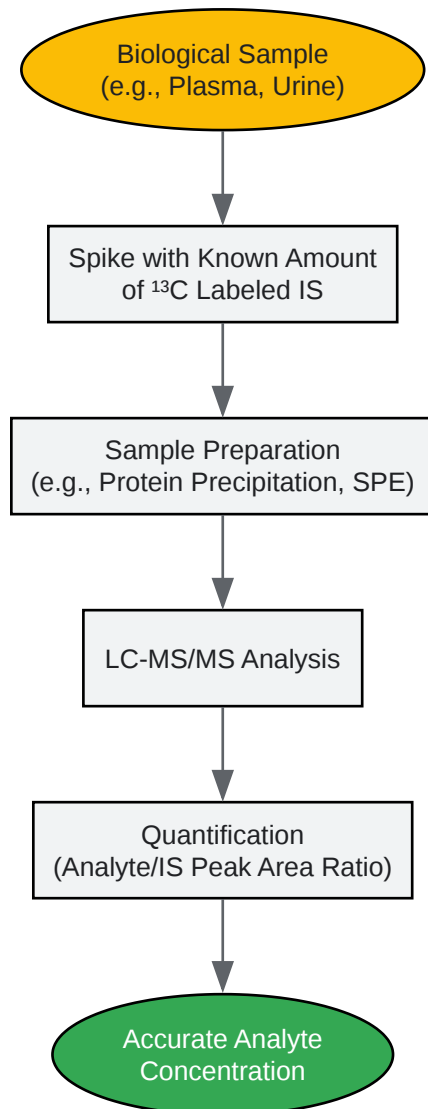 Biological Sample
(e.g., Plasma, Urine)
Spike with Known Amount
of ¹³C Labeled IS
Sample Preparation
(e.g., Protein Precipitation, SPE)
LC-MS/MS Analysis
Quantification
(Analyte/IS Peak Area Ratio)
Accurate Analyte
Concentration